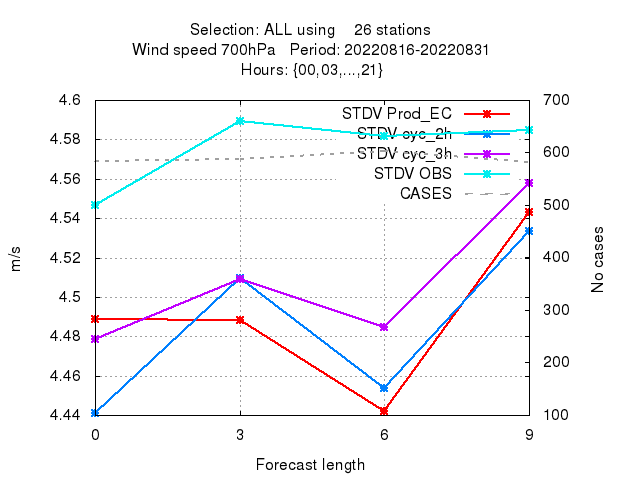 Selection: ALL using 26 stations
Wind speed 700hPa Period: 20220816-20220831
Hours: {00,03,...,21}
4.6
4.58
4.56
4.54
4.52
4.5
4.48
4.46
4.44
m/s
STDV Prod_EC
STDV cyc_2h
STDV cyc_3h
STDV OBS
CASES
700
600
500
400
300
200
100
No cases
0 3 6 9
Forecast length